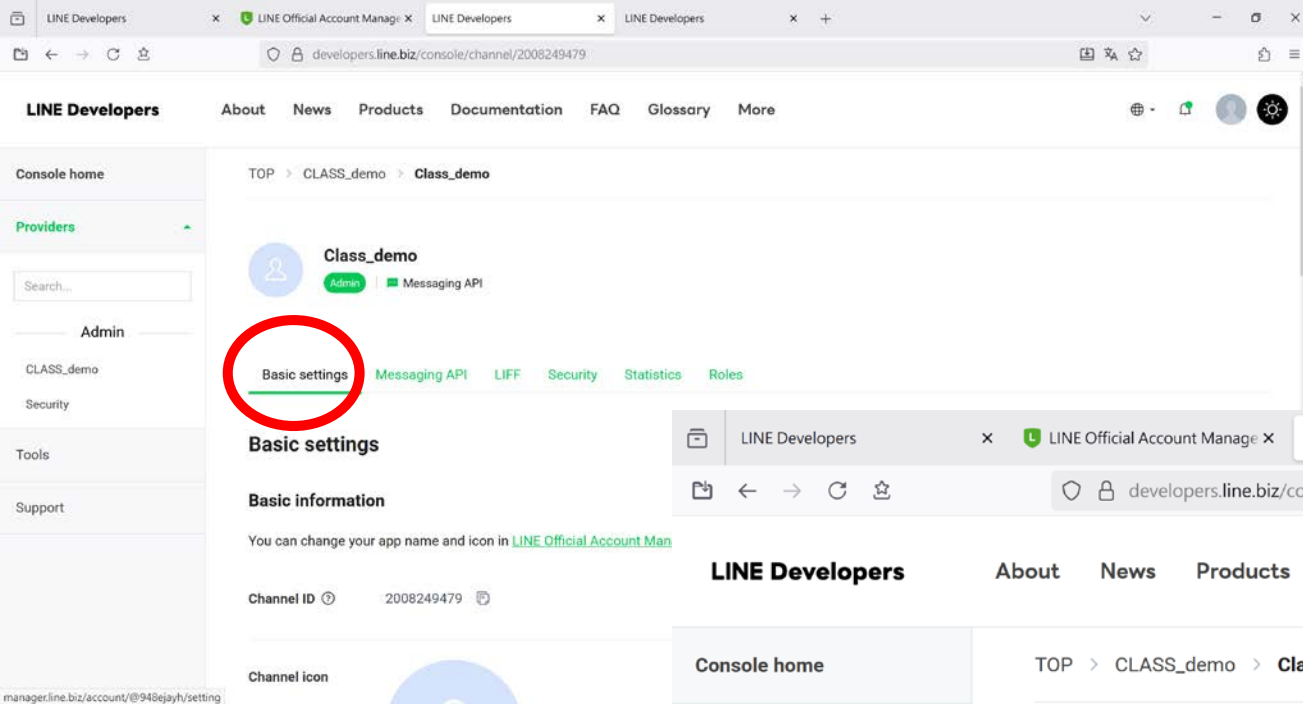 LINE Developers
LINE Official Account Manage
LINE Developers
LINE Developers
developers.line.biz/console/channel/2008249479
LINE Developers
About News Products Documentation FAQ Glossary More
Console home
Providers
Search...
Admin
CLASS_demo
Security
Tools
Support
TOP > CLASS_demo > Class_demo
Class_demo
Admin
Messaging API
Basic settings Messaging API LIFF Security Statistics Roles
Basic settings
Basic information
You can change your app name and icon in LINE Official Account Man
Channel ID
2008249479
Channel icon
manager.line.biz/account/@948ejayh/setting
LINE Developers
LINE Official Account Manage
developers.line.biz/co
LINE Developers
About News Products
Console home
TOP > CLASS_demo > Cla